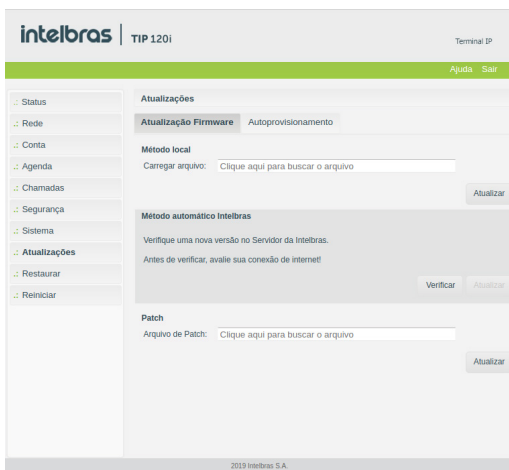 intelbras | TIP 120i
Terminal IP
Ajuda Sair
.: Status
.: Rede
.: Conta
.: Agenda
.: Chamadas
.: Segurança
.: Sistema
.: Atualizações
.: Restaurar
.: Reiniciar
Atualizações
Atualização Firmware Autoprovisionamento
Método local
Carregar arquivo: Clique aqui para buscar o arquivo
Atualizar
Método automático Intelbras
Verifique uma nova versão no Servidor da Intelbras.
Antes de verificar, avalie sua conexão de internet!
Verificar Atualizar
Patch
Arquivo de Patch: Clique aqui para buscar o arquivo
Atualizar
2019 Intelbras S.A.